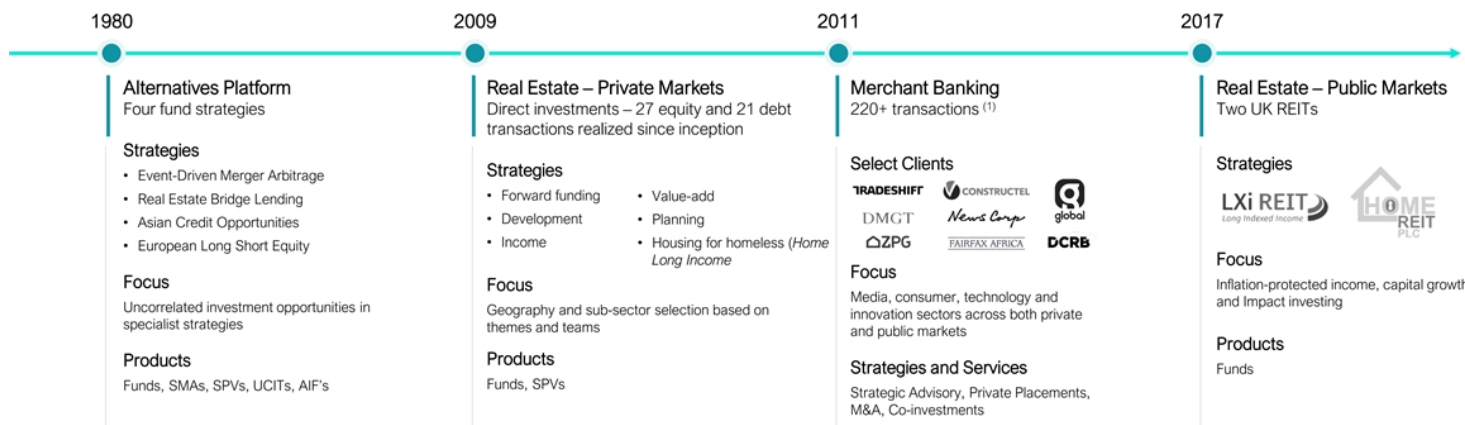 1980
Alternatives Platform
Four fund strategies
Strategies
• Event-Driven Merger Arbitrage
• Real Estate Bridge Lending
• Asian Credit Opportunities
• European Long Short Equity
Focus
Uncorrelated investment opportunities in
specialist strategies
Products
Funds, SMAs, SPVs, UCITs, AIF's
2009
Real Estate – Private Markets
Direct investments – 27 equity and 21 debt
transactions realized since inception
Strategies
• Forward funding
• Development
• Income
• Value-add
• Planning
• Housing for homeless (Home
Long Income
Focus
Geography and sub-sector selection based on
themes and teams
Products
Funds, SPVs
2011
Merchant Banking
220+ transactions (1)
Select Clients
TRADESHIFT
CONSTRUCTEL
global
DMGT
News Corp
ZPG
FAIRFAX AFRICA
DCRB
Focus
Media, consumer, technology and
innovation sectors across both private
and public markets
Strategies and Services
Strategic Advisory, Private Placements,
M&A, Co-investments
2017
Real Estate – Public Markets
Two UK REITs
Strategies
LXi REIT
Long Indexed Income
HOME
REIT
PLC
Focus
Inflation-protected income, capital growth
and Impact investing
Products
Funds